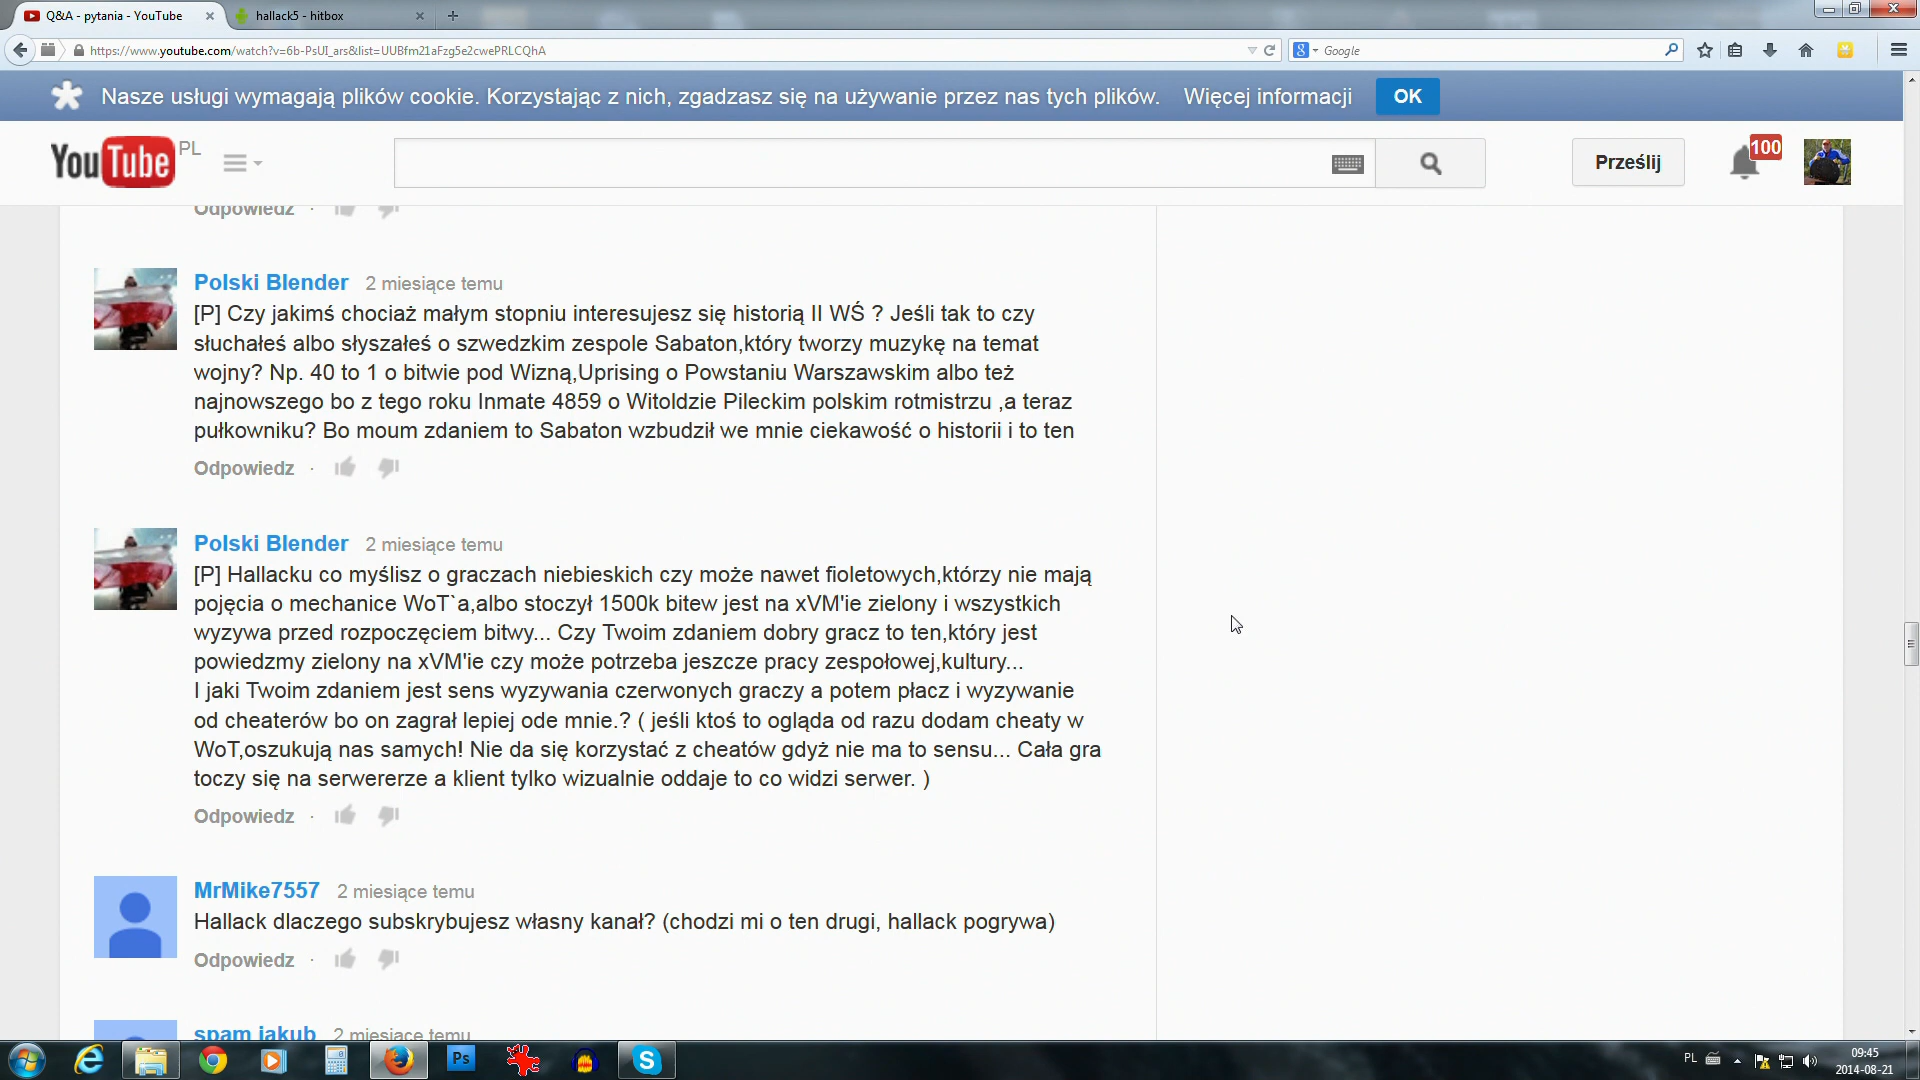 Q&A - pytania - YouTube
hallack5 - hitbox
https://www.youtube.com/watch?v=6b-PsUI_ars&list=UUBfm21aFzg5e2cwePRLCQhA
Google
Nasze usługi wymagają plików cookie. Korzystając z nich, zgadzasz się na używanie przez nas tych plików. Więcej informacji OK
YouTube PL
Prześlij
100
Odpowiedz ·
Polski Blender 2 miesiące temu
[P] Czy jakimś chociaż małym stopniu interesujesz się historią II WŚ ? Jeśli tak to czy
słuchałeś albo słyszałeś o szwedzkim zespole Sabaton,który tworzy muzykę na temat
wojny? Np. 40 to 1 o bitwie pod Wizną,Uprising o Powstaniu Warszawskim albo też
najnowszego bo z tego roku Inmate 4859 o Witoldzie Pileckim polskim rotmistrzu ,a teraz
pułkowniku? Bo moum zdaniem to Sabaton wzbudził we mnie ciekawość o historii i to ten
Odpowiedz ·
Polski Blender 2 miesiące temu
[P] Hallacku co myślisz o graczach niebieskich czy może nawet fioletowych,którzy nie mają
pojęcia o mechanice WoT`a,albo stoczył 1500k bitew jest na xVM'ie zielony i wszystkich
wyzywa przed rozpoczęciem bitwy... Czy Twoim zdaniem dobry gracz to ten,który jest
powiedzmy zielony na xVM'ie czy może potrzeba jeszcze pracy zespołowej,kultury...
I jaki Twoim zdaniem jest sens wyzywania czerwonych graczy a potem płacz i wyzywanie
od cheaterów bo on zagrał lepiej ode mnie.? ( jeśli ktoś to ogląda od razu dodam cheaty w
WoT,oszukują nas samych! Nie da się korzystać z cheatów gdyż nie ma to sensu... Cała gra
toczy się na serwererze a klient tylko wizualnie oddaje to co widzi serwer. )
Odpowiedz ·
MrMike7557 2 miesiące temu
Hallack dlaczego subskrybujesz własny kanał? (chodzi mi o ten drugi, hallack pogrywa)
Odpowiedz ·
spam jakub 2 miesiące temu
Ps
PL
09:45
2014-08-21